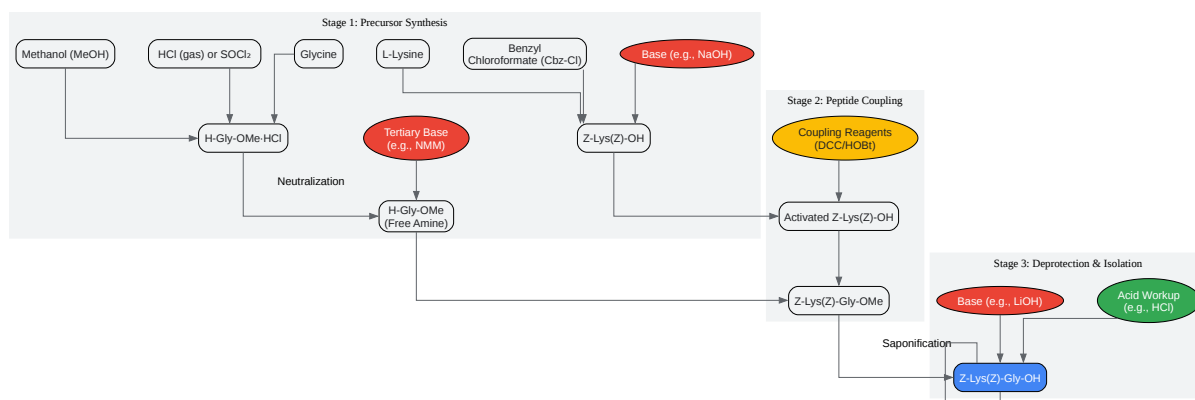 Stage 1: Precursor Synthesis
Methanol (MeOH)
HCl (gas) or SOCl₂
Glycine
L-Lysine
Benzyl
Chloroformate (Cbz-Cl)
Base (e.g., NaOH)
Stage 2: Peptide Coupling
H-Gly-OMe·HCl
Tertiary Base
(e.g., NMM)
Z-Lys(Z)-OH
Coupling Reagents
(DCC/HOBt)
Neutralization
H-Gly-OMe
(Free Amine)
Activated Z-Lys(Z)-OH
Stage 3: Deprotection & Isolation
Z-Lys(Z)-Gly-OMe
Base (e.g., LiOH)
Acid Workup
(e.g., HCl)
Saponification
Z-Lys(Z)-Gly-OH